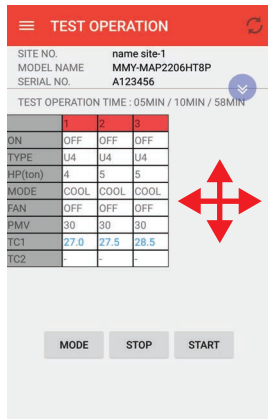 TEST OPERATION
SITE NO. name site-1
MODEL NAME MMY-MAP2206HT8P
SERIAL NO. A123456
TEST OPERATION TIME : 05MIN / 10MIN / 58MIN
1 2 3
ON OFF OFF OFF
TYPE U4 U4 U4
HP(ton) 4 5 5
MODE COOL COOL COOL
FAN OFF OFF OFF
PMV 30 30 30
TC1 27.0 27.5 28.5
TC2 - - -
MODE STOP START